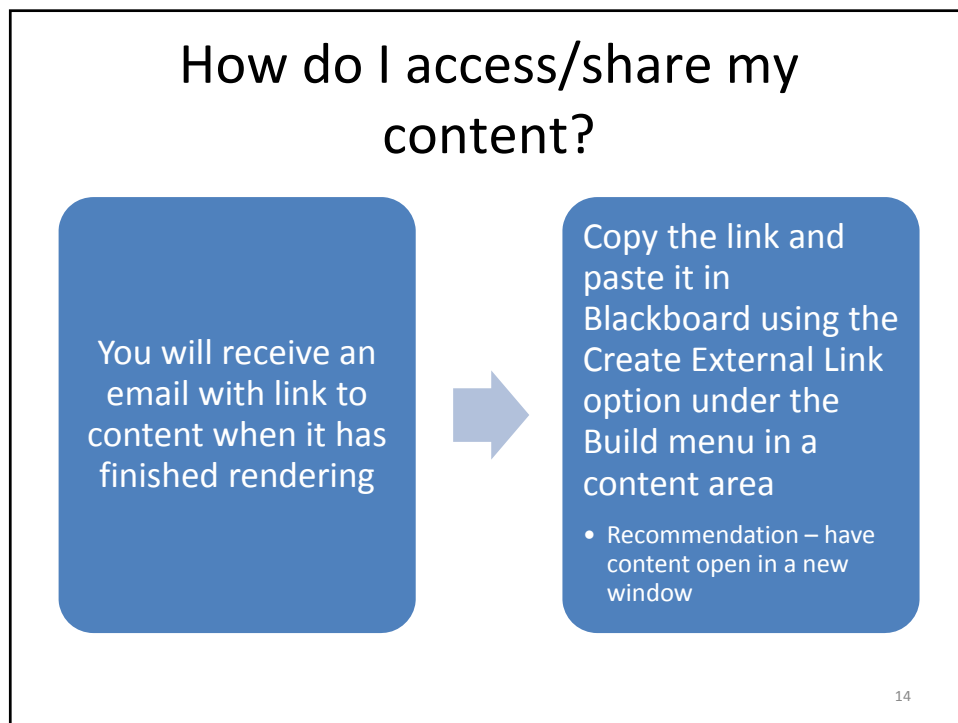 How do I access/share my
content?
You will receive an
email with link to
content when it has
finished rendering
Copy the link and
paste it in
Blackboard using the
Create External Link
option under the
Build menu in a
content area
• Recommendation – have
content open in a new
window
14